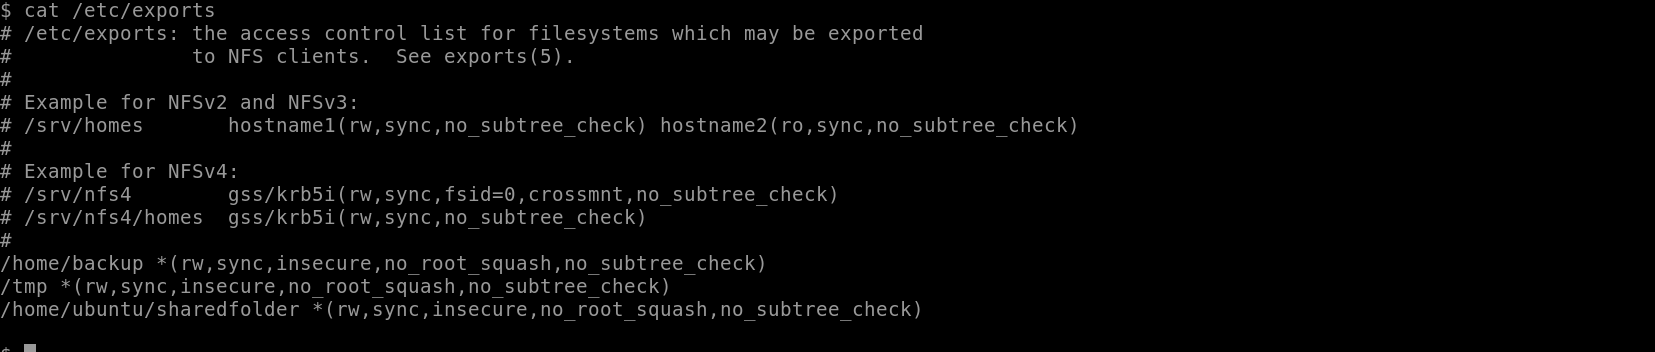 $ cat /etc/exports
# /etc/exports: the access control list for filesystems which may be exported
#               to NFS clients.  See exports(5).
#
# Example for NFSv2 and NFSv3:
# /srv/homes       hostname1(rw,sync,no_subtree_check) hostname2(ro,sync,no_subtree_check)
#
# Example for NFSv4:
# /srv/nfs4        gss/krb5i(rw,sync,fsid=0,crossmnt,no_subtree_check)
# /srv/nfs4/homes  gss/krb5i(rw,sync,no_subtree_check)
#
/home/backup *(rw,sync,insecure,no_root_squash,no_subtree_check)
/tmp *(rw,sync,insecure,no_root_squash,no_subtree_check)
/home/ubuntu/sharedfolder *(rw,sync,insecure,no_root_squash,no_subtree_check)
$